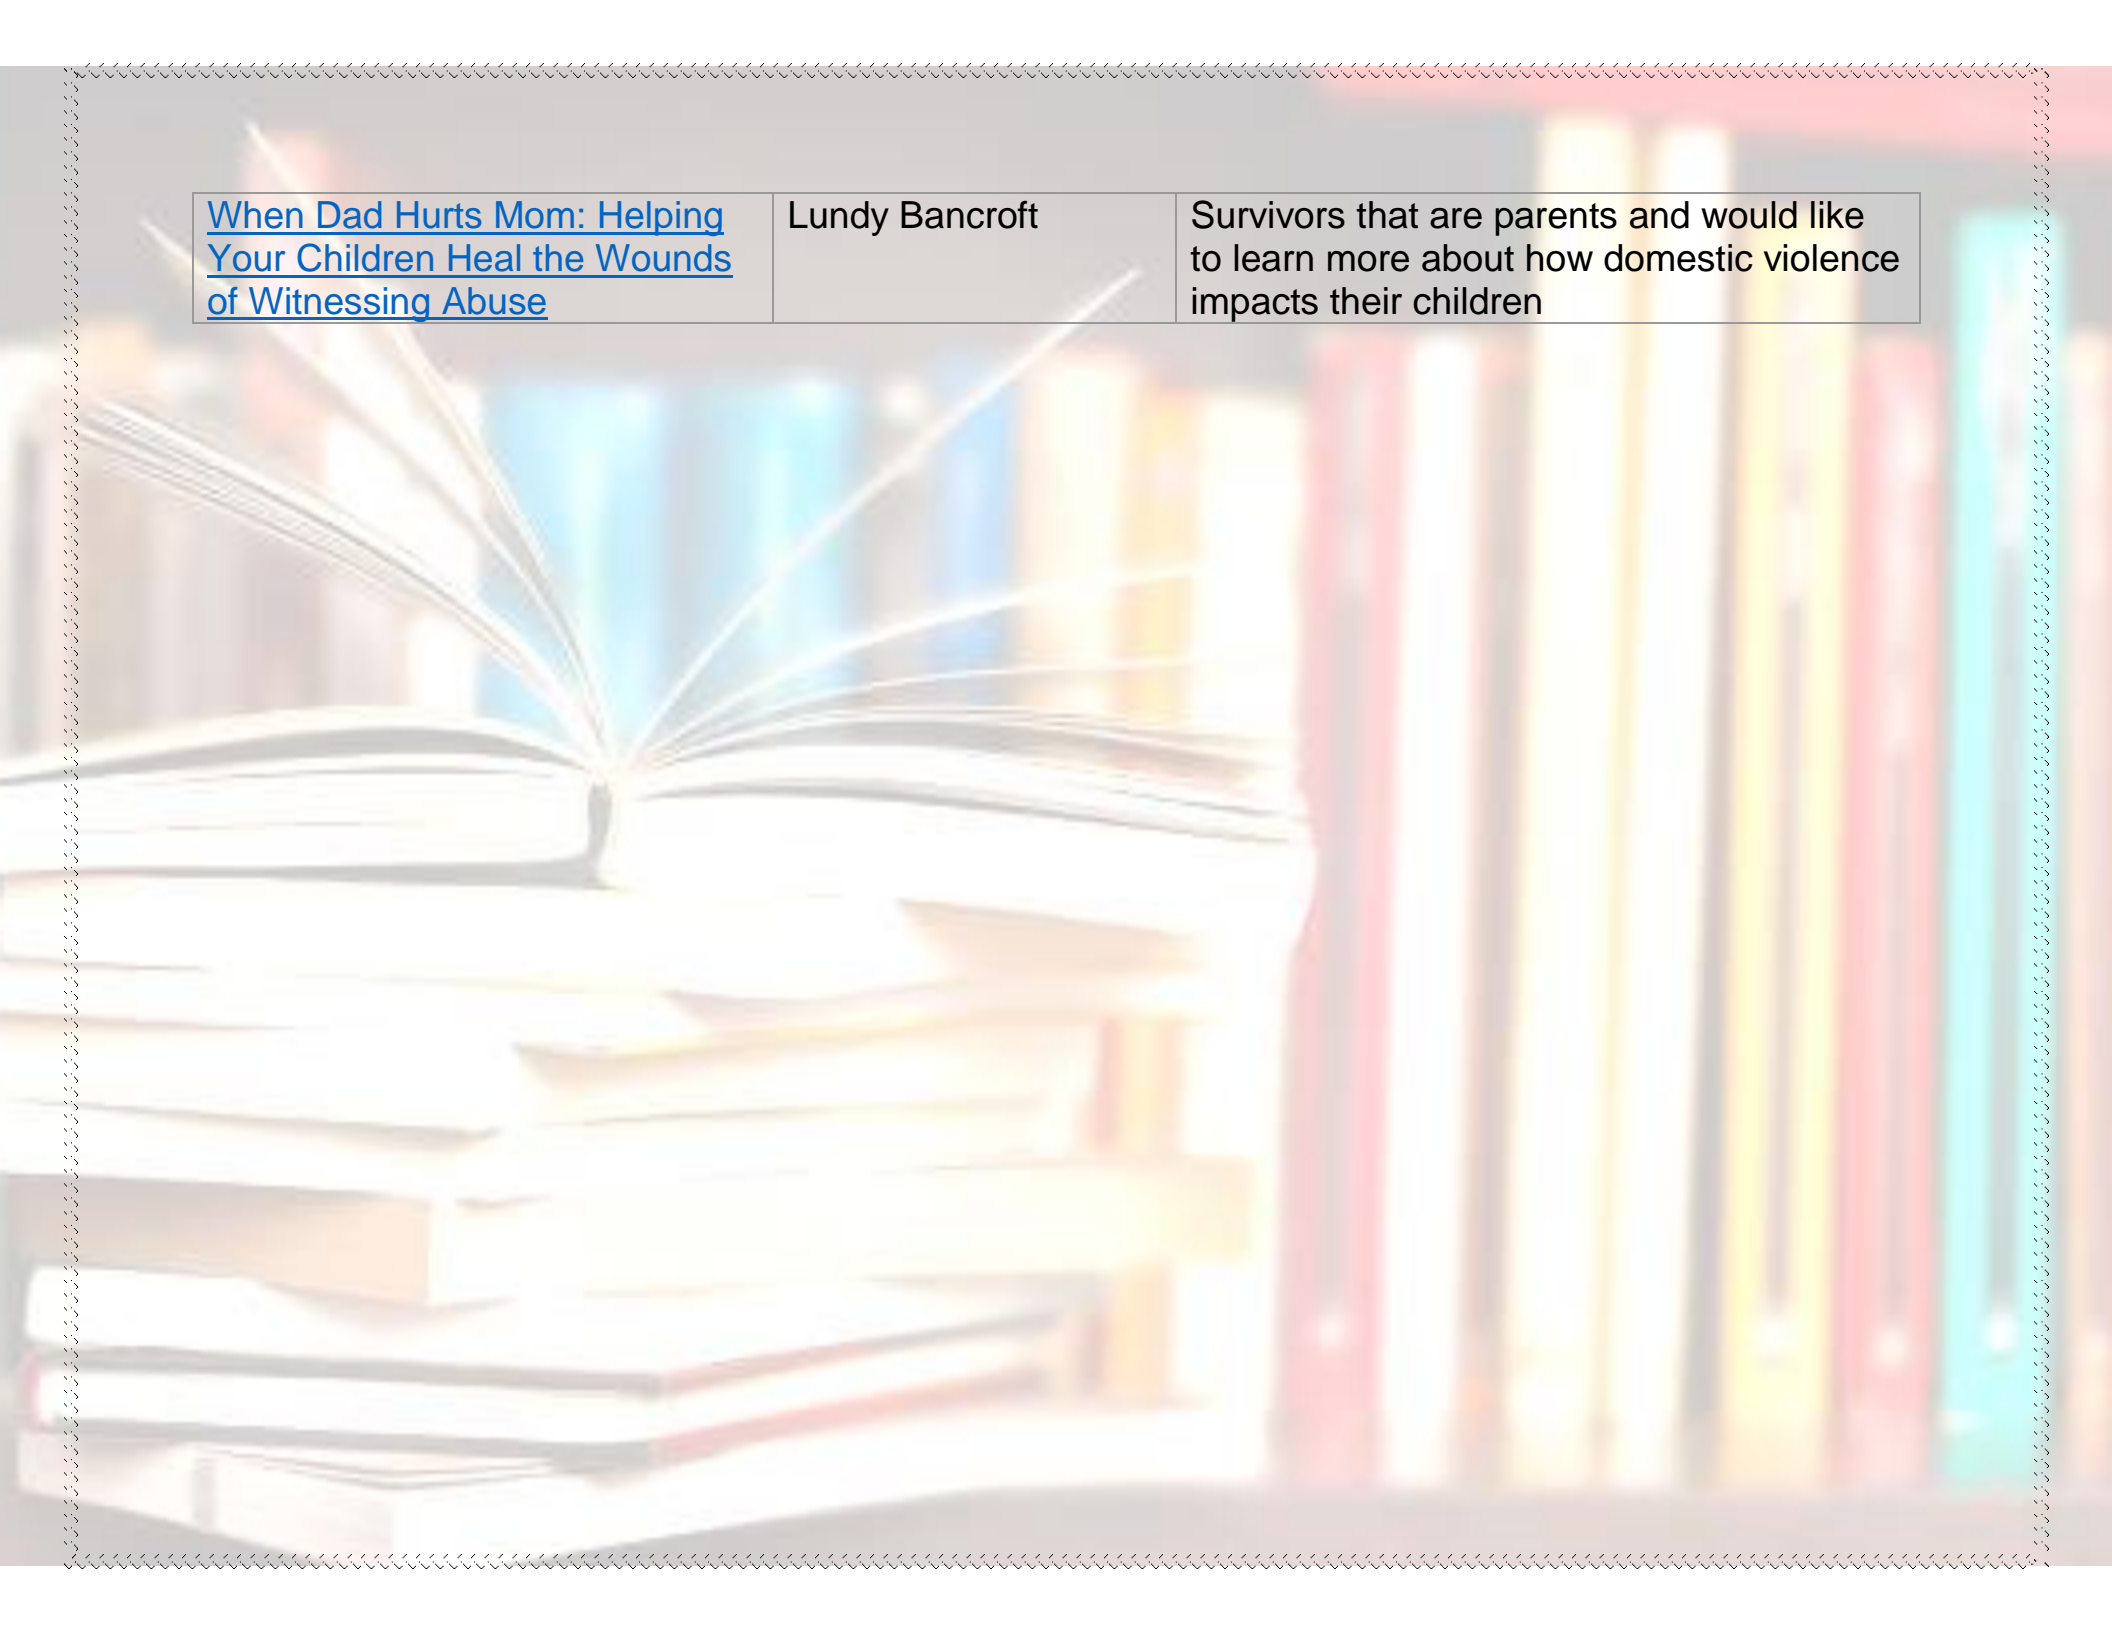 When Dad Hurts Mom: Helping
Your Children Heal the Wounds
of Witnessing Abuse
Lundy Bancroft
Survivors that are parents and would like
to learn more about how domestic violence
impacts their children